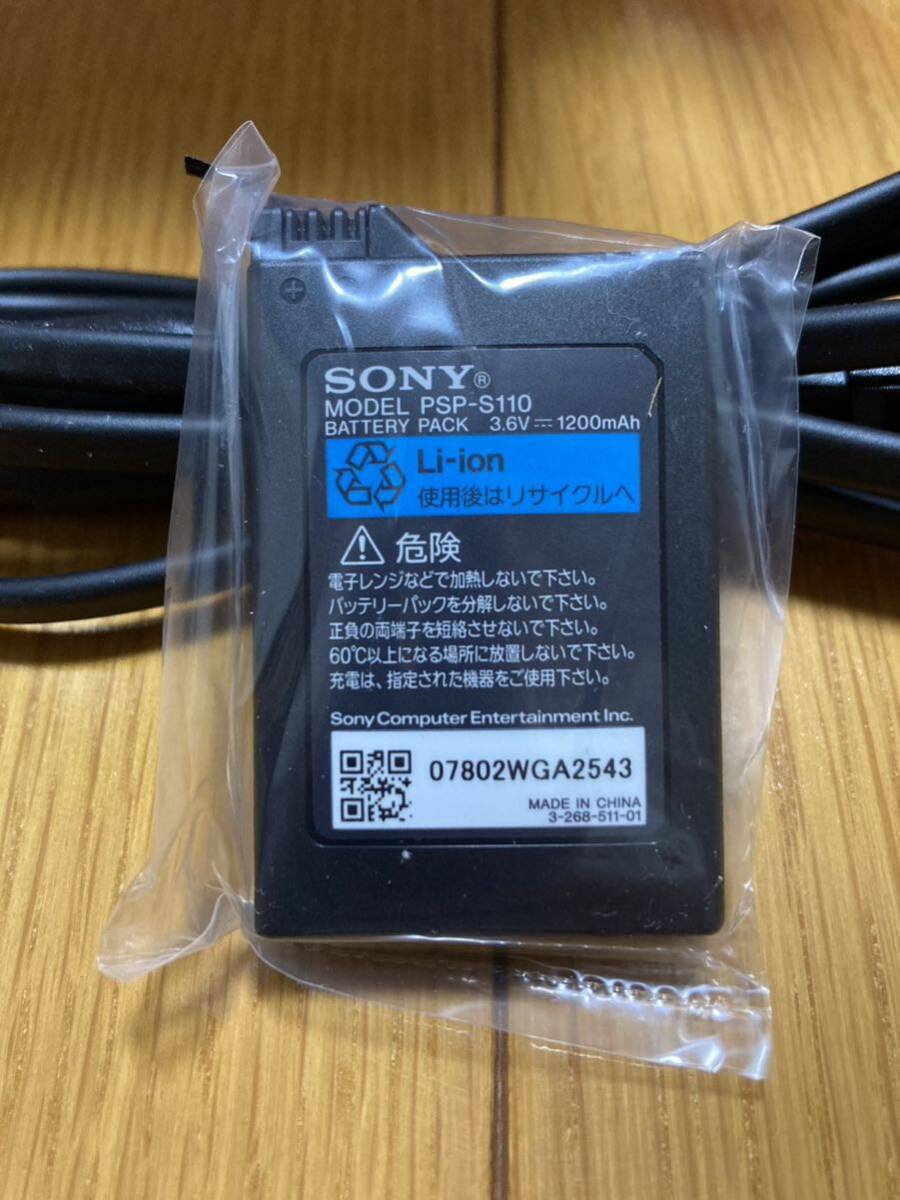 SONY®
MODEL PSP-S110
BATTERY PACK 3.6V⎓1200mAh
Li-ion
使用後はリサイクルへ
危険
電子レンジなどで加熱しないで下さい。
バッテリーパックを分解しないで下さい。
正負の両端子を短絡させないで下さい。
60℃以上になる場所に放置しないで下さい。
充電は、指定された機器をご使用下さい。
Sony Computer Entertainment Inc.
07802WGA2543
MADE IN CHINA
3-268-511-01